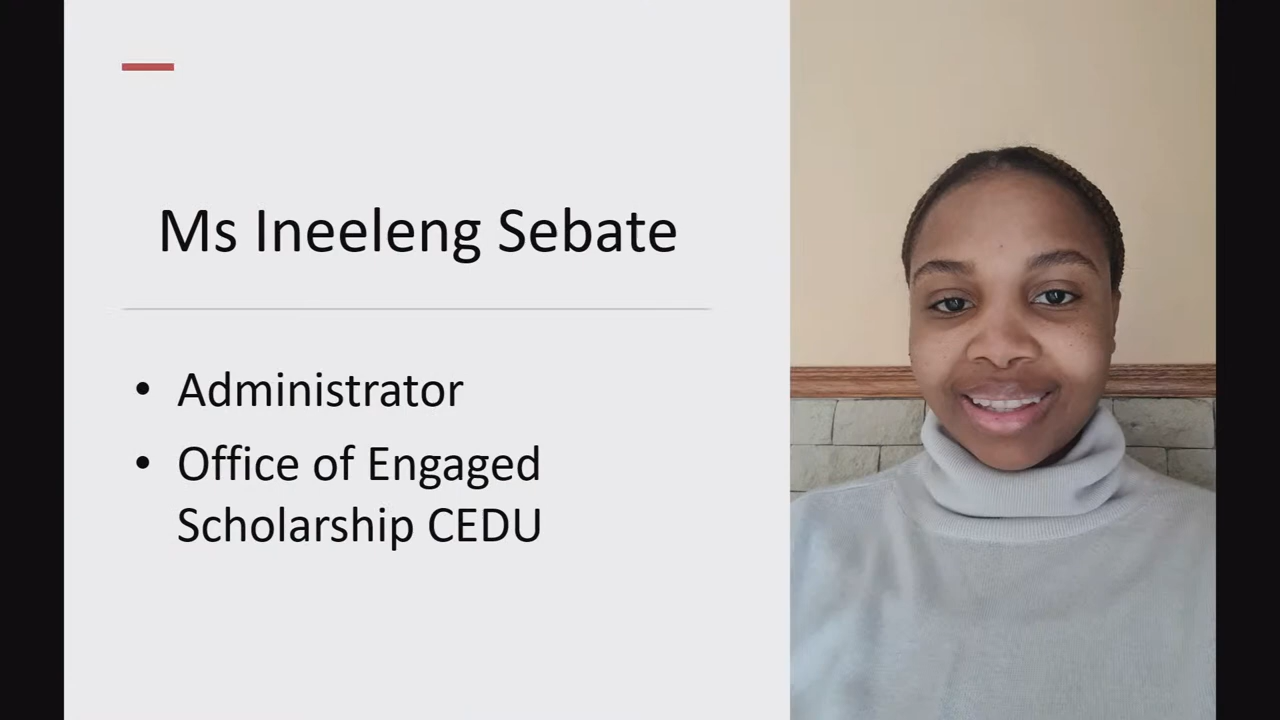 Ms Ineeleng Sebate
• Administrator
• Office of Engaged
Scholarship CEDU